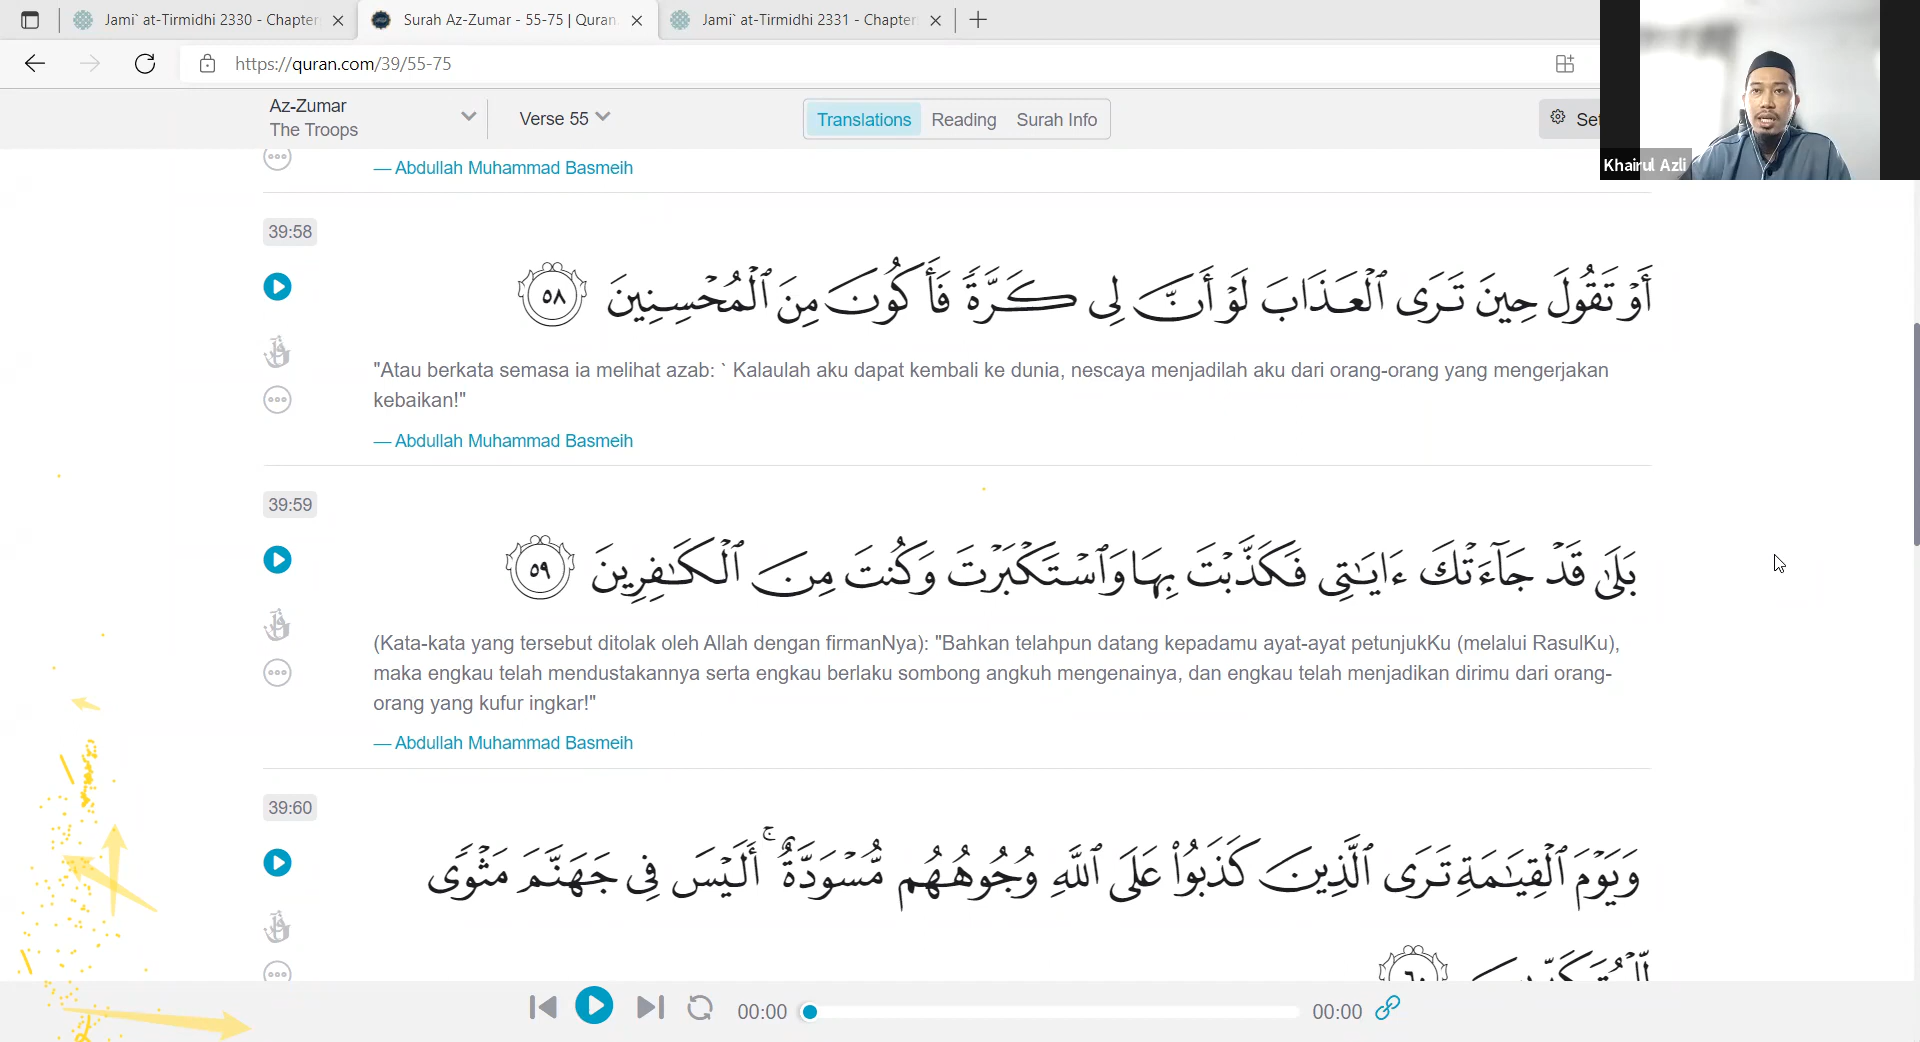 Jami` at-Tirmidhi 2330 - Chapter
Surah Az-Zumar - 55-75 | Quran.
Jami` at-Tirmidhi 2331 - Chapter
https://quran.com/39/55-75
Az-Zumar
The Troops
Verse 55
Translations
Reading
Surah Info
Set
Khairul Azli
— Abdullah Muhammad Basmeih
39:58
أَوْ تَقُولَ حِينَ تَرَى ٱلْعَذَابَ لَوْ أَنَّ لِى كَرَّةً فَأَكُونَ مِنَ ٱلْمُحْسِنِينَ ٥٨
"Atau berkata semasa ia melihat azab: ` Kalaulah aku dapat kembali ke dunia, nescaya menjadilah aku dari orang-orang yang mengerjakan
kebaikan!"
— Abdullah Muhammad Basmeih
39:59
بَلَىٰ قَدْ جَآءَتْكَ ءَايَـٰتِى فَكَذَّبْتَ بِهَا وَٱسْتَكْبَرْتَ وَكُنتَ مِنَ ٱلْكَـٰفِرِينَ ٥٩
(Kata-kata yang tersebut ditolak oleh Allah dengan firmanNya): "Bahkan telahpun datang kepadamu ayat-ayat petunjukKu (melalui RasulKu),
maka engkau telah mendustakannya serta engkau berlaku sombong angkuh mengenainya, dan engkau telah menjadikan dirimu dari orang-
orang yang kufur ingkar!"
— Abdullah Muhammad Basmeih
39:60
وَيَوْمَ ٱلْقِيَـٰمَةِ تَرَى ٱلَّذِينَ كَذَبُوا۟ عَلَى ٱللَّهِ وُجُوهُهُم مُّسْوَدَّةٌ ۚ أَلَيْسَ فِى جَهَنَّمَ مَثْوًى
00:00
00:00